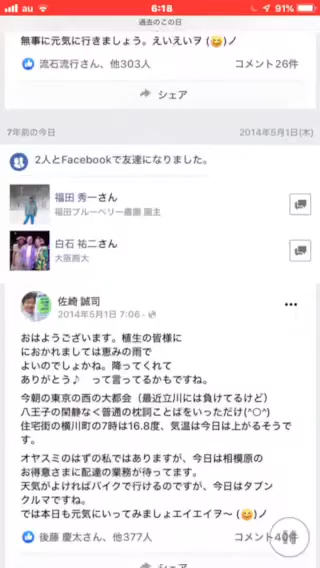 au 6:18 91%
過去のこの日
無事に元気に行きましょう。えいえいヲ (😄)ノ
流石流行さん、他303人 コメント26件
シェア
7年前の今日 2014年5月1日(木)
2人とFacebookで友達になりました。
福田 秀一さん
福田ブルーベリー農園 園主
白石 祐二さん
大阪商大
佐崎 誠司
2014年5月1日 7:06
おはようございます。植生の皆様に
におかれましては恵みの雨で
よいのでしょかね。降ってくれて
ありがとう♪ って言ってるかもですね。
今朝の東京の西の大都会（最近立川には負けてるけど）
八王子の閑静なく普通の枕詞ことばをいっただけ(^○^)
住宅街の横川町の7時は16.8度、気温は今日は上がるそうで
す。
オヤスミのはずの私ではありますが、今日は相模原の
お得意さまに配達の業務が待ってます。
天気がよければバイクで行けるのですが、今日はタブン
クルマですね。
では本日も元気にいってみましょエイエイヲ〜 (😄)ノ
後藤 慶太さん、他377人 コメント40件
シェア